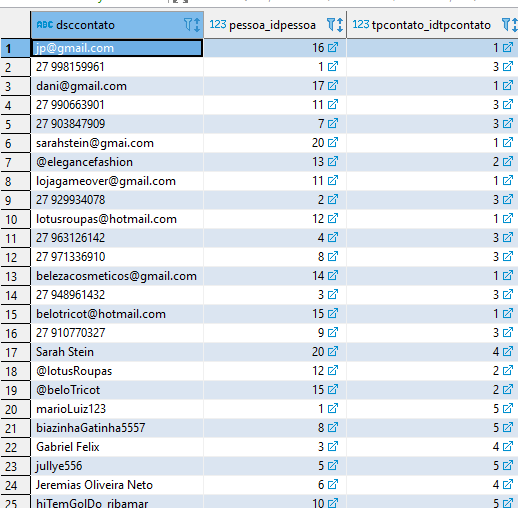 ABC dsccontato 123 pessoa_idpessoa 123 tpcontato_idtpcontato
1 jp@gmail.com 16 1
2 27 998159961 1 3
3 dani@gmail.com 17 1
4 27 990663901 11 3
5 27 903847909 7 3
6 sarahstein@gmai.com 20 1
7 @elegancefashion 13 2
8 lojagameover@gmail.com 11 1
9 27 929934078 2 3
10 lotusroupas@hotmail.com 12 1
11 27 963126142 4 3
12 27 971336910 8 3
13 belezacosmeticos@gmail.com 14 1
14 27 948961432 3 3
15 belotricot@hotmail.com 15 1
16 27 910770327 9 3
17 Sarah Stein 20 4
18 @lotusRoupas 12 2
19 @beloTricot 15 2
20 marioLuiz123 1 5
21 biazinhaGatinha5557 8 5
22 Gabriel Felix 3 4
23 jullye556 5 5
24 Jeremias Oliveira Neto 6 4
25 hiTemGolDo_ribamar 10 5